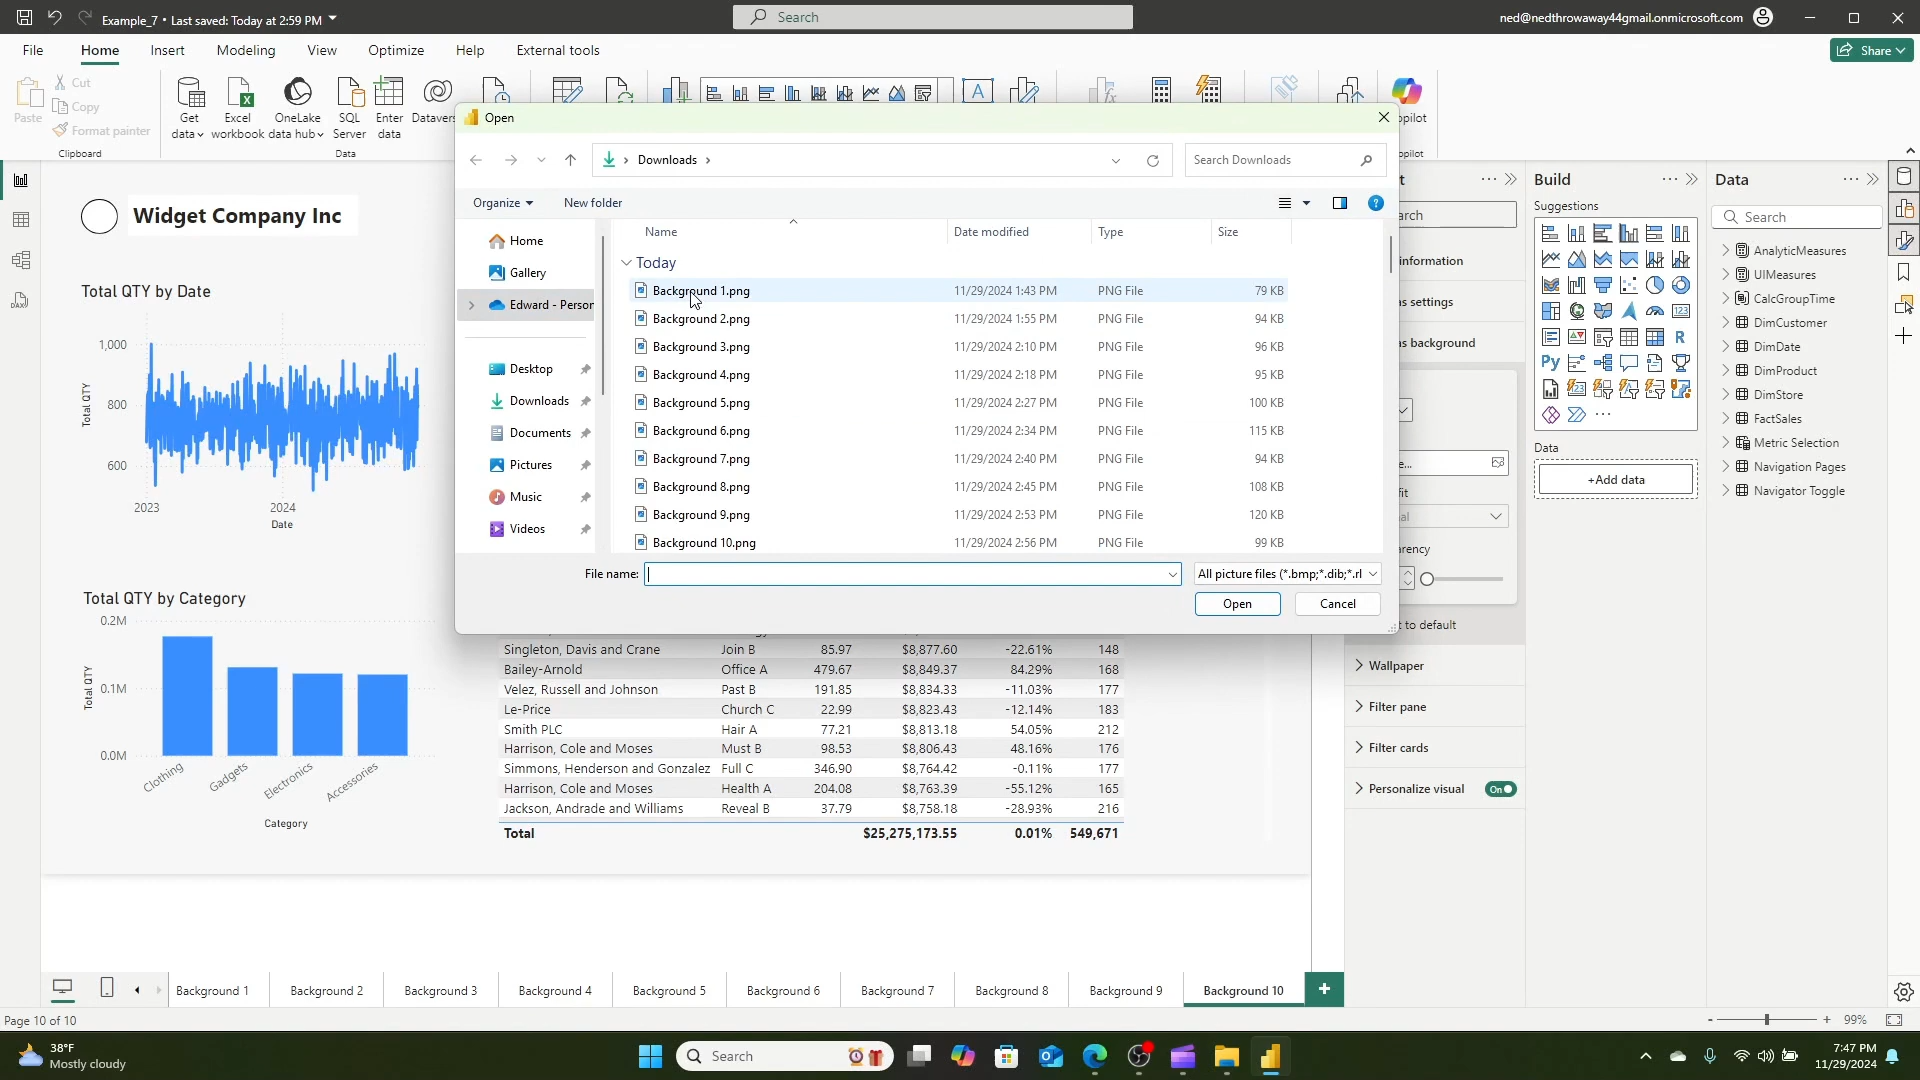 Example_7 • Last saved: Today at 2:59 PM
Search
ned@nedthrowaway44gmail.onmicrosoft.com
File
Home
Insert
Modeling
View
Optimize
Help
External tools
Share
Paste
Cut
Copy
Format painter
Clipboard
Get data
Excel workbook
OneLake data hub
SQL Server
Enter data
Datavers
Data
opilot
opilot
Open
Downloads
Search Downloads
Organize
New folder
Home
Gallery
Edward - Person
Desktop
Downloads
Documents
Pictures
Music
Videos
Name Date modified Type Size
Today
Background 1.png 11/29/2024 1:43 PM PNG File 79 KB
Background 2.png 11/29/2024 1:55 PM PNG File 94 KB
Background 3.png 11/29/2024 2:10 PM PNG File 96 KB
Background 4.png 11/29/2024 2:18 PM PNG File 95 KB
Background 5.png 11/29/2024 2:27 PM PNG File 100 KB
Background 6.png 11/29/2024 2:34 PM PNG File 115 KB
Background 7.png 11/29/2024 2:40 PM PNG File 94 KB
Background 8.png 11/29/2024 2:45 PM PNG File 108 KB
Background 9.png 11/29/2024 2:53 PM PNG File 120 KB
Background 10.png 11/29/2024 2:56 PM PNG File 99 KB
File name:
All picture files (*.bmp;*.dib;*.rl
Open
Cancel
Widget Company Inc
Total QTY by Date
Total QTY
1,000
800
600
2023
2024
Date
Total QTY by Category
Total QTY
0.2M
0.1M
0.0M
Clothing
Gadgets
Electronics
Accessories
Category
Singleton, Davis and Crane Join B 85.97 $8,877.60 -22.61% 148
Bailey-Arnold Office A 479.67 $8,849.37 84.29% 168
Velez, Russell and Johnson Past B 191.85 $8,834.33 -11.03% 177
Le-Price Church C 22.99 $8,823.43 -12.14% 183
Smith PLC Hair A 77.21 $8,813.18 54.05% 212
Harrison, Cole and Moses Must B 98.53 $8,806.43 48.16% 176
Simmons, Henderson and Gonzalez Full C 346.90 $8,764.42 -0.11% 177
Harrison, Cole and Moses Health A 204.08 $8,763.39 -55.12% 165
Jackson, Andrade and Williams Reveal B 37.79 $8,758.18 -28.93% 216
Total $25,275,173.55 0.01% 549,671
t
arch
information
as settings
as background
e...
fit
al
arency
t to default
Wallpaper
Filter pane
Filter cards
Personalize visual
On
Build
Suggestions
Data
+Add data
Data
Search
AnalyticMeasures
UIMeasures
CalcGroupTime
DimCustomer
DimDate
DimProduct
DimStore
FactSales
Metric Selection
Navigation Pages
Navigator Toggle
Background 1
Background 2
Background 3
Background 4
Background 5
Background 6
Background 7
Background 8
Background 9
Background 10
Page 10 of 10
- + 99%
38°F
Mostly cloudy
Search
7:47 PM
11/29/2024